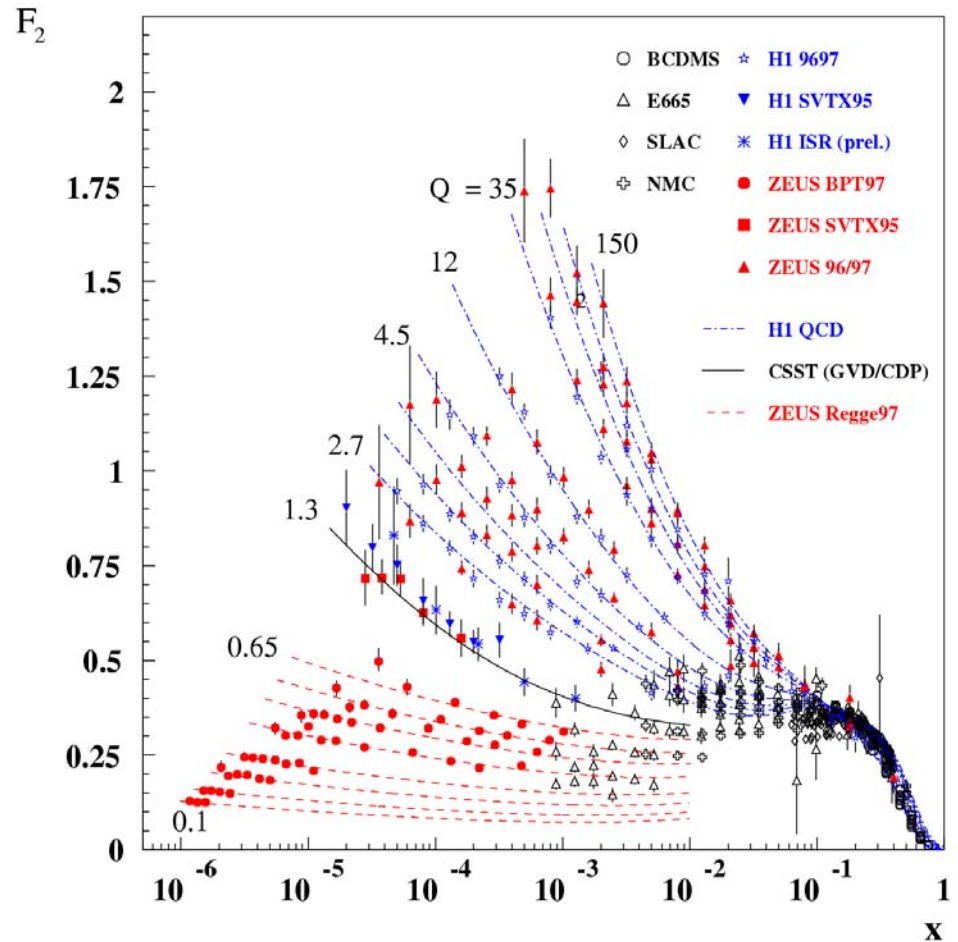 F2
BCDMS
E665
SLAC
NMC
H1 9697
H1 SVTX95
H1 ISR (prel.)
ZEUS BPT97
ZEUS SVTX95
ZEUS 96/97
H1 QCD
CSST (GVD/CDP)
ZEUS Regge97
Q = 35
150
2
12
4.5
2.7
1.3
0.65
0.1
2
1.75
1.5
1.25
1
0.75
0.5
0.25
0
10 -6
10 -5
10 -4
10 -3
10 -2
10 -1
1
x